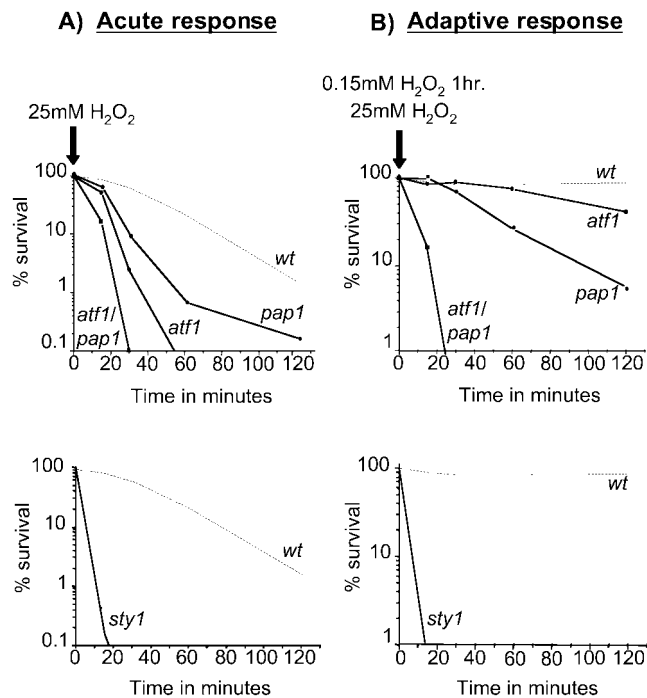 A) Acute response
25mM H₂O₂
% survival
100
10
1
0.1
wt
pap1
atf1
atf1/
pap1
0 20 40 60 80 100 120
Time in minutes
B) Adaptive response
0.15mM H₂O₂ 1hr.
25mM H₂O₂
% survival
100
10
1
wt
atf1
pap1
atf1/
pap1
0 20 40 60 80 100 120
Time in minutes
% survival
100
10
1
0.1
wt
sty1
0 20 40 60 80 100 120
Time in minutes
% survival
100
10
1
wt
sty1
0 20 40 60 80 100 120
Time in minutes